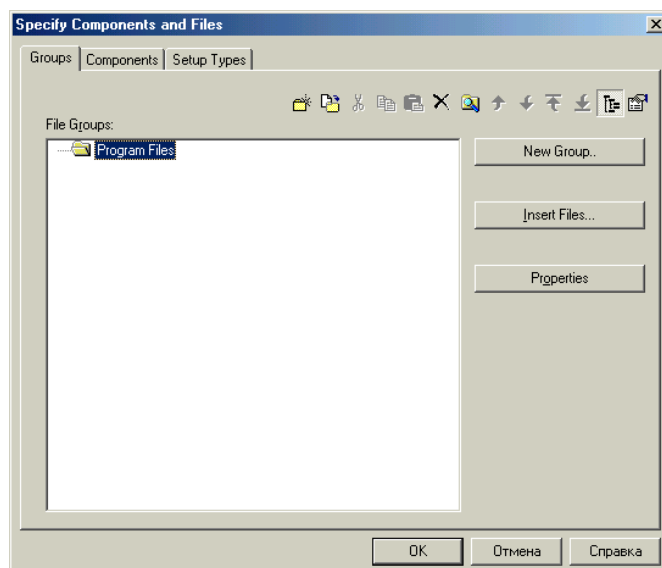 Specify Components and Files
Groups Components Setup Types
File Groups:
Program Files
New Group..
Insert Files...
Properties
OK Отмена Справка